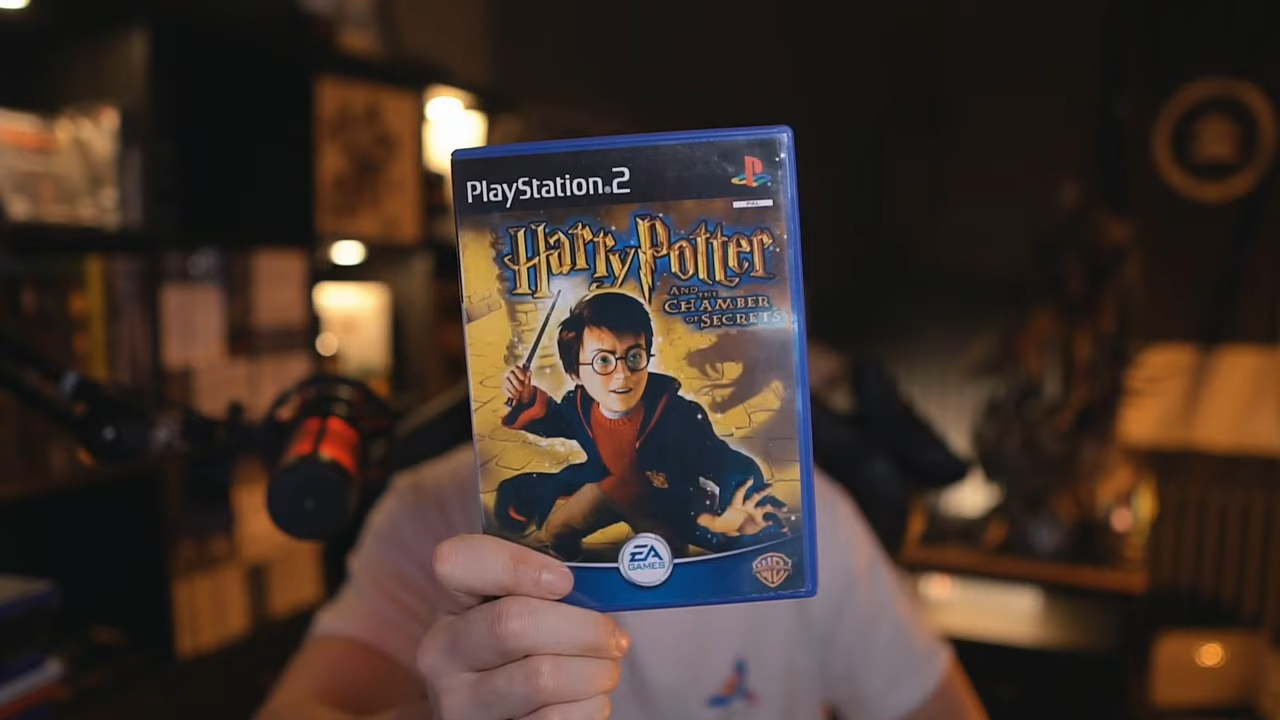 PlayStation.2
PAL
Harry Potter
AND THE
CHAMBER
OF SECRETS
EA
GAMES
WB